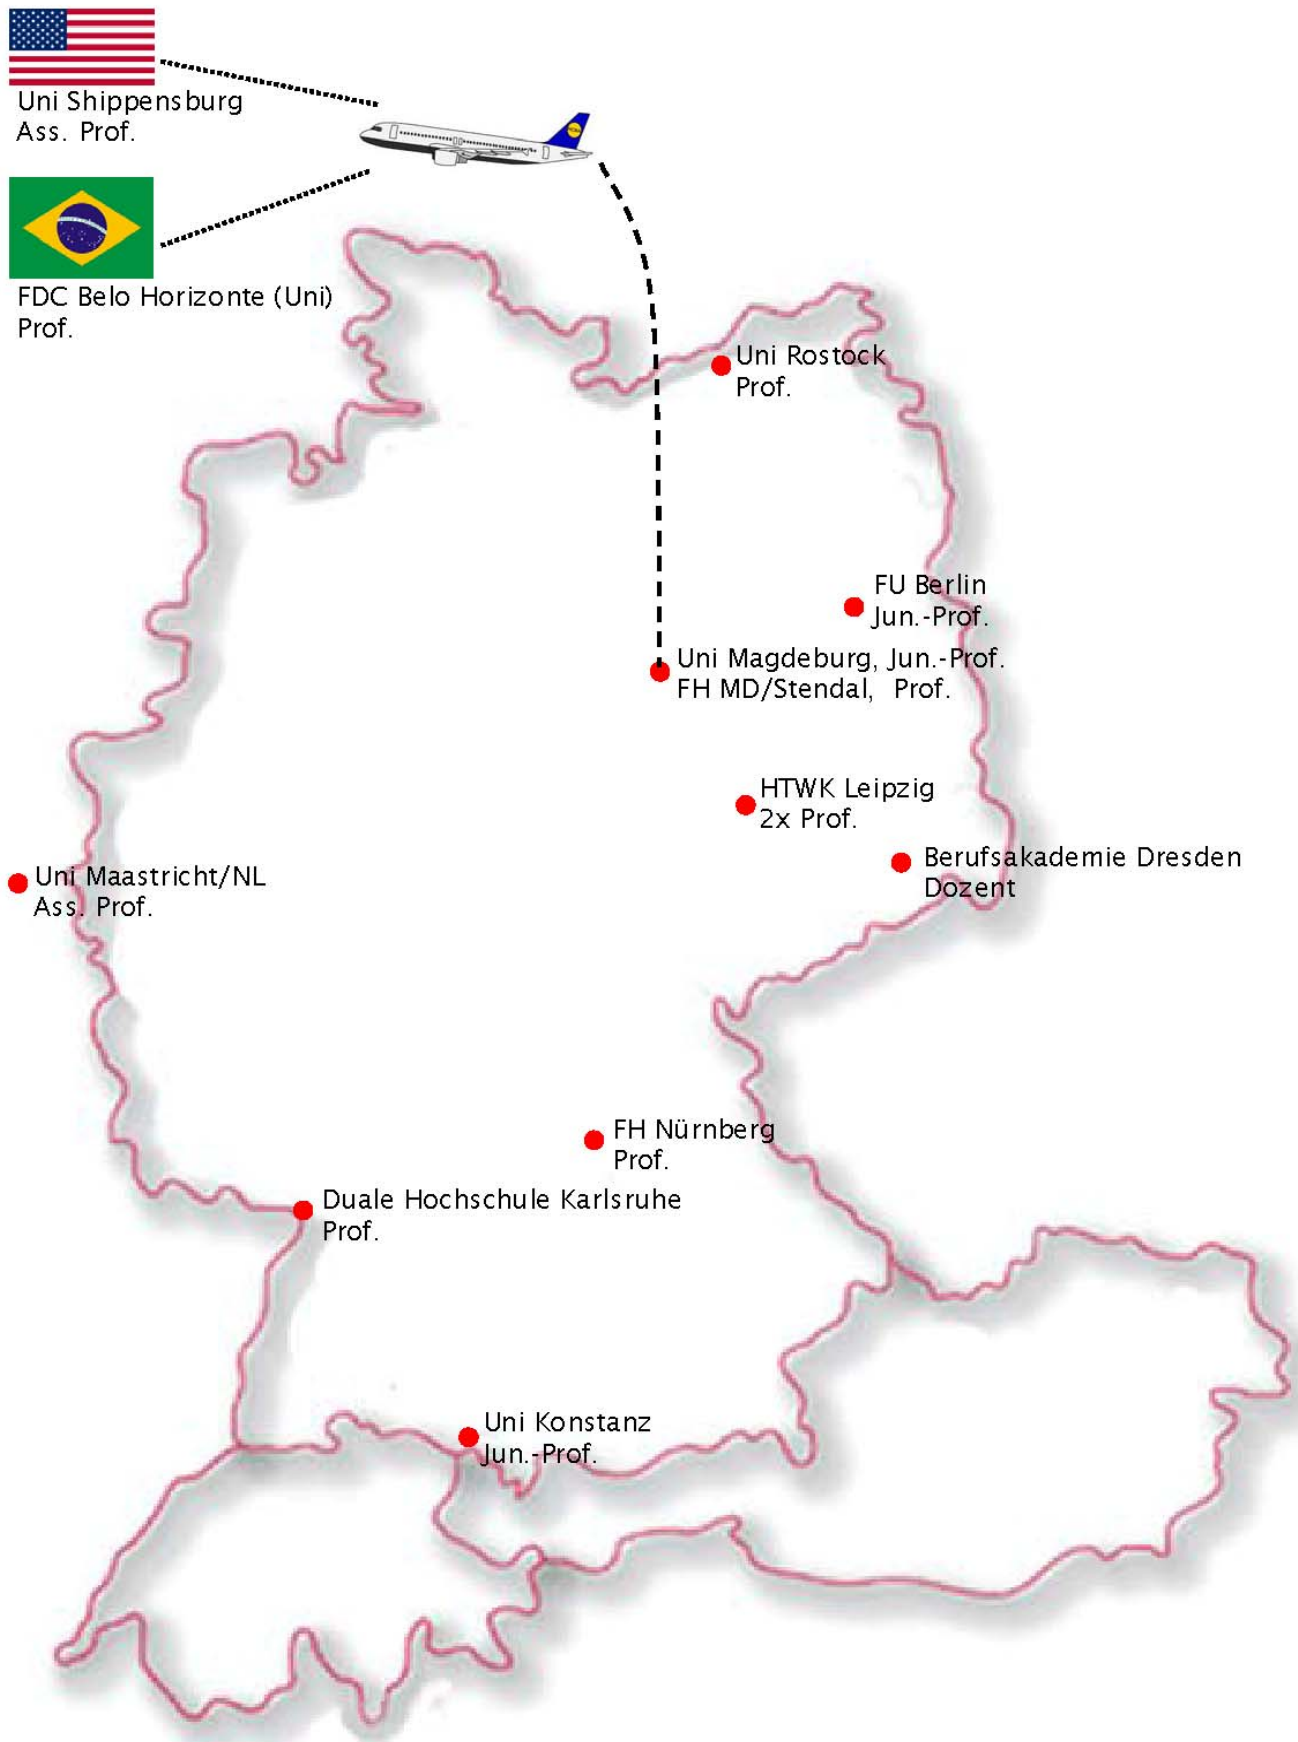 Uni Shippensburg
Ass. Prof.
FDC Belo Horizonte (Uni)
Prof.
Uni Rostock
Prof.
FU Berlin
Jun.-Prof.
Uni Magdeburg, Jun.-Prof.
FH MD/Stendal, Prof.
HTWK Leipzig
2x Prof.
Berufsakademie Dresden
Dozent
Uni Maastricht/NL
Ass. Prof.
FH Nürnberg
Prof.
Duale Hochschule Karlsruhe
Prof.
Uni Konstanz
Jun.-Prof.